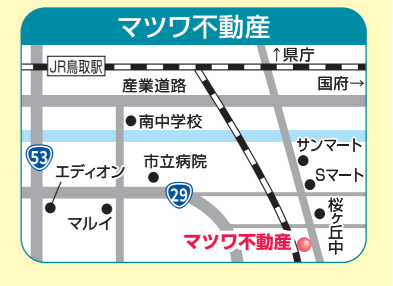 マツワ不動産
↑県庁
JR鳥取駅
産業道路
国府→
南中学校
サンマート
53
エディオン
市立病院
Sマート
29
桜ヶ丘中
マルイ
マツワ不動産